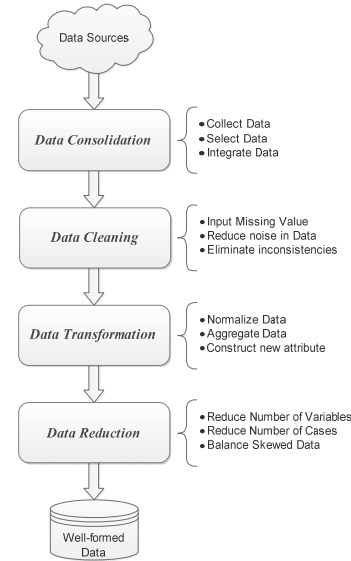 Data Sources
Data Consolidation
• Collect Data
• Select Data
• Integrate Data
Data Cleaning
• Input Missing Value
• Reduce noise in Data
• Eliminate inconsistencies
Data Transformation
• Normalize Data
• Aggregate Data
• Construct new attribute
Data Reduction
• Reduce Number of Variables
• Reduce Number of Cases
• Balance Skewed Data
Well-formed
Data